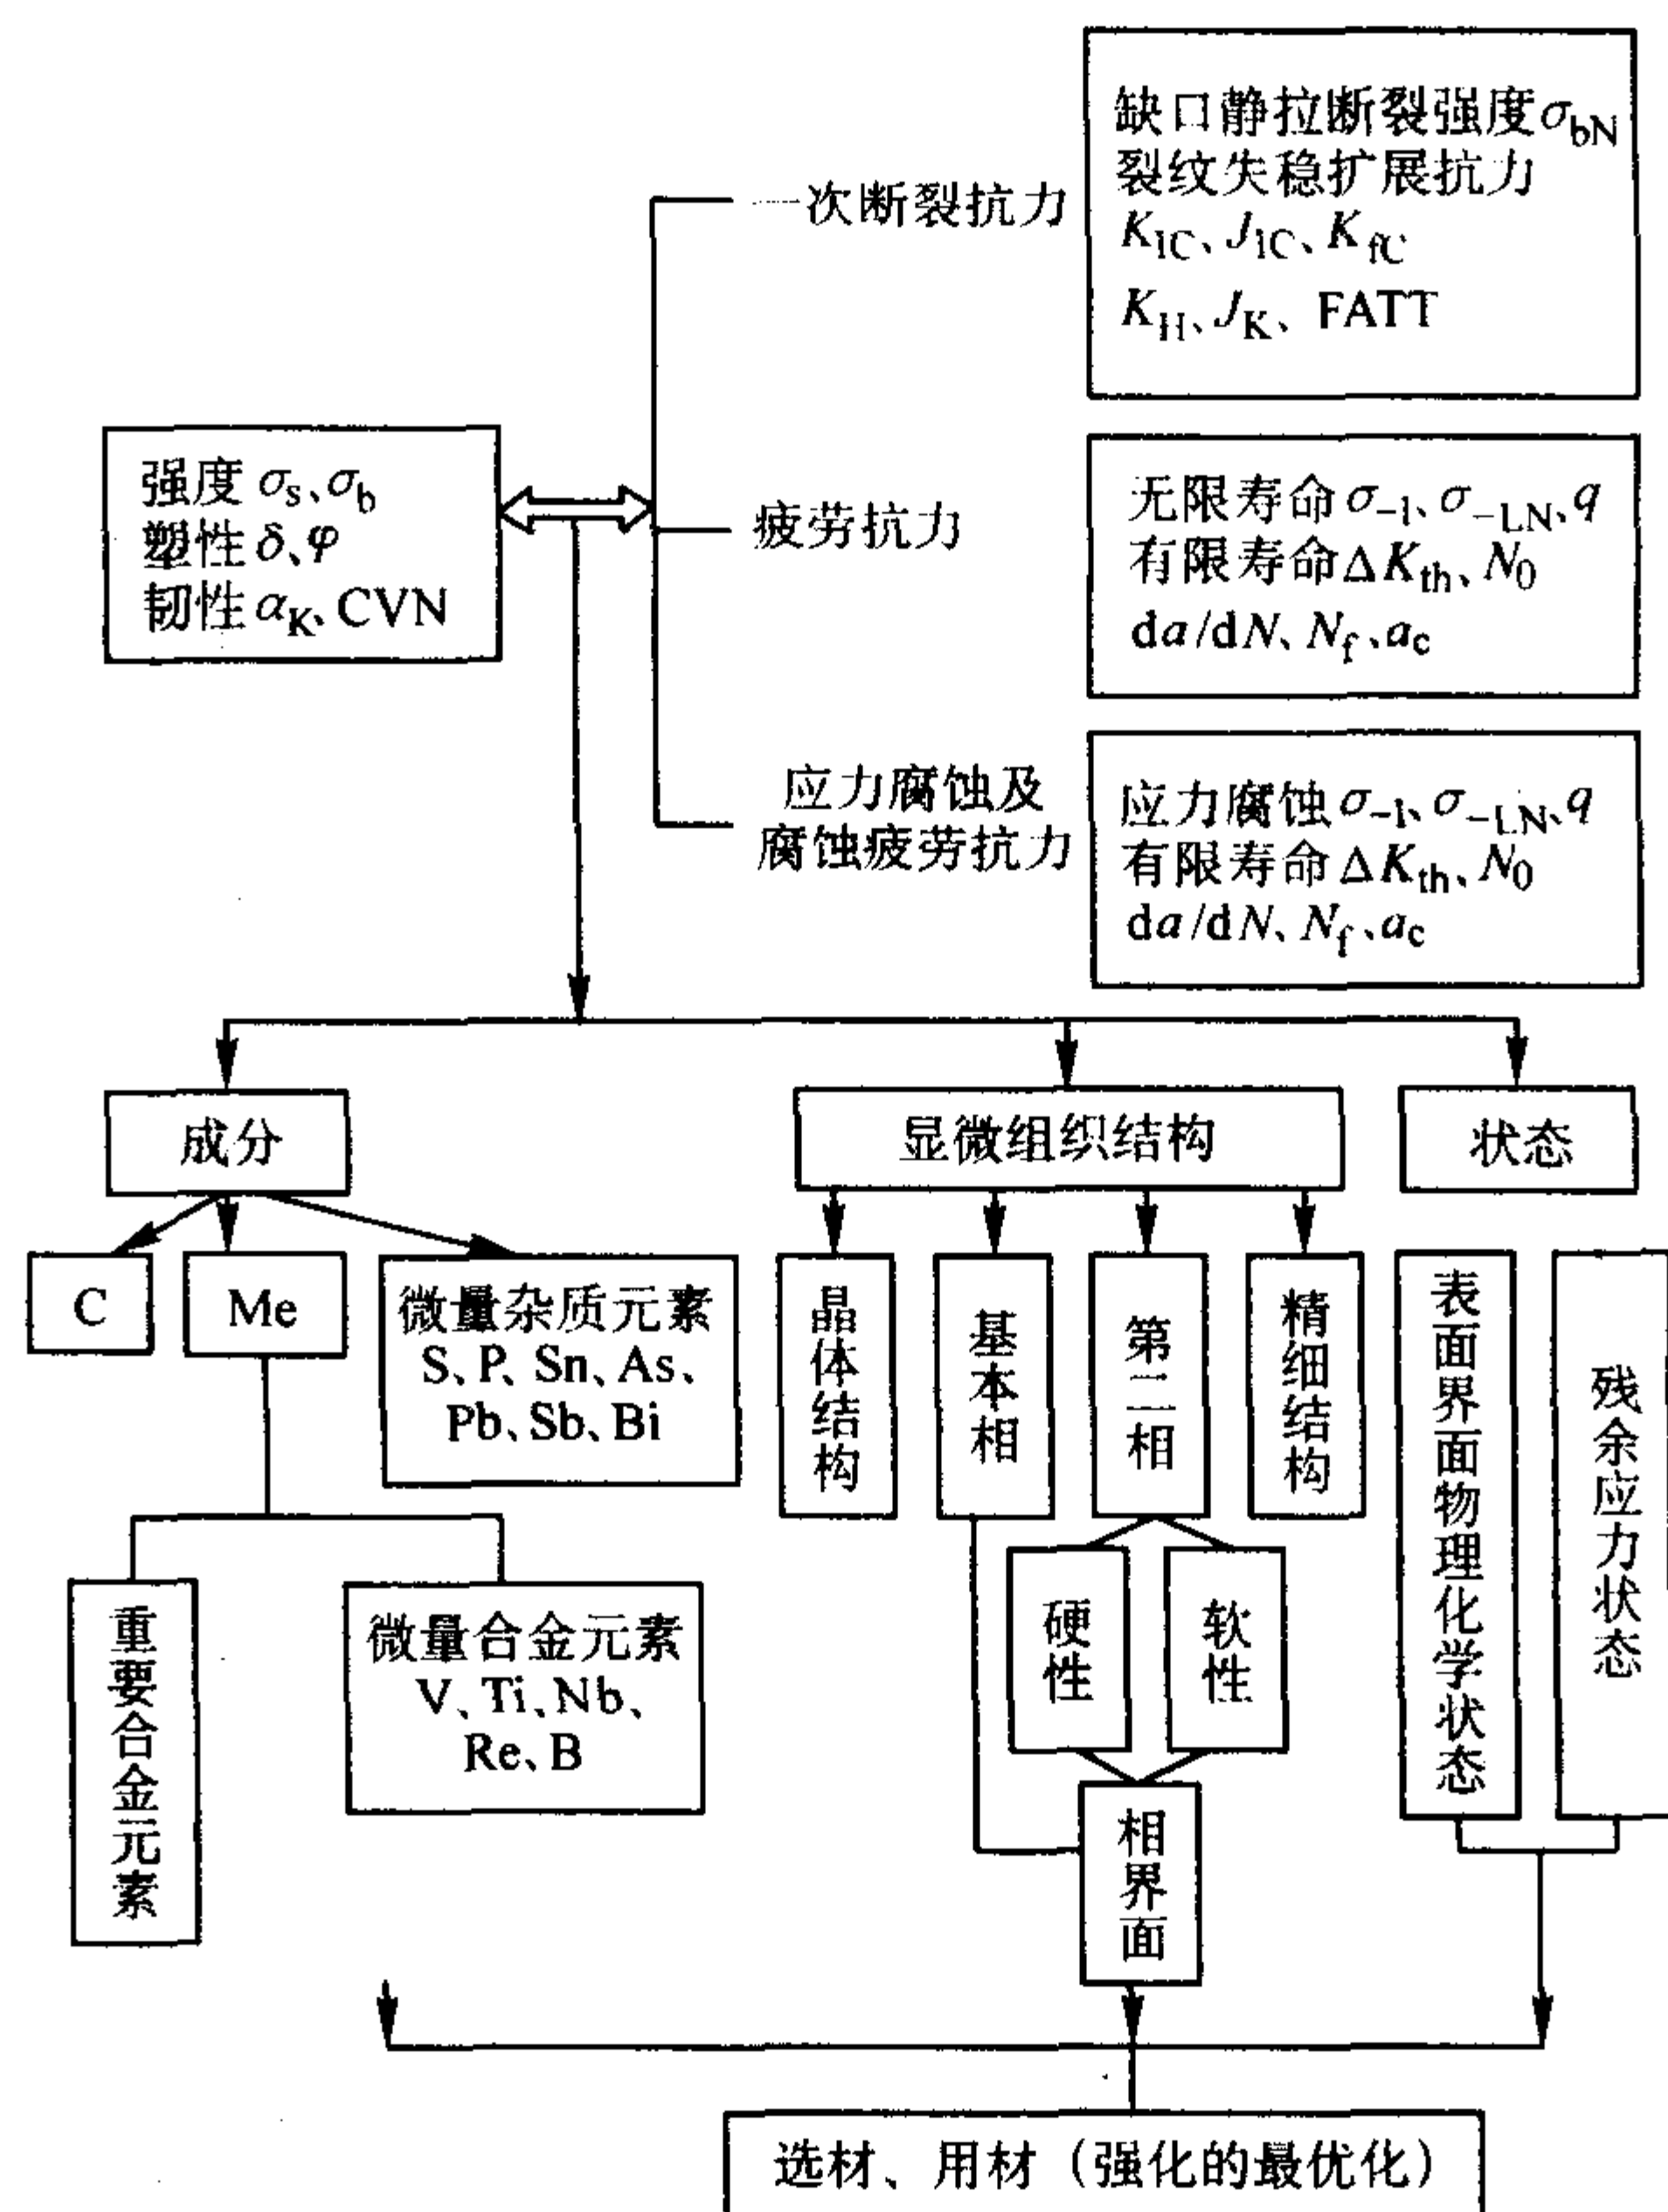 缺口静拉断裂强度σbN
裂纹失稳扩展抗力
KIC、JIC、KfC
KH、JK、FATT
一次断裂抗力
强度 σs、σb
塑性 δ、φ
韧性 αK、CVN
疲劳抗力
无限寿命σ-1、σ-1,N、q
有限寿命ΔKth、N0
da/dN、Nf、ac
应力腐蚀及
腐蚀疲劳抗力
应力腐蚀σ-1、σ-1,N、q
有限寿命ΔKth、N0
da/dN、Nf、ac
成分
显微组织结构
状态
C
Me
微量杂质元素
S、P、Sn、As、
Pb、Sb、Bi
晶体结构
基本相
第二相
精细结构
表面界面物理化学状态
残余应力状态
重要合金元素
微量合金元素
V、Ti、Nb、
Re、B
硬性
软性
相界面
选材、用材（强化的最优化）